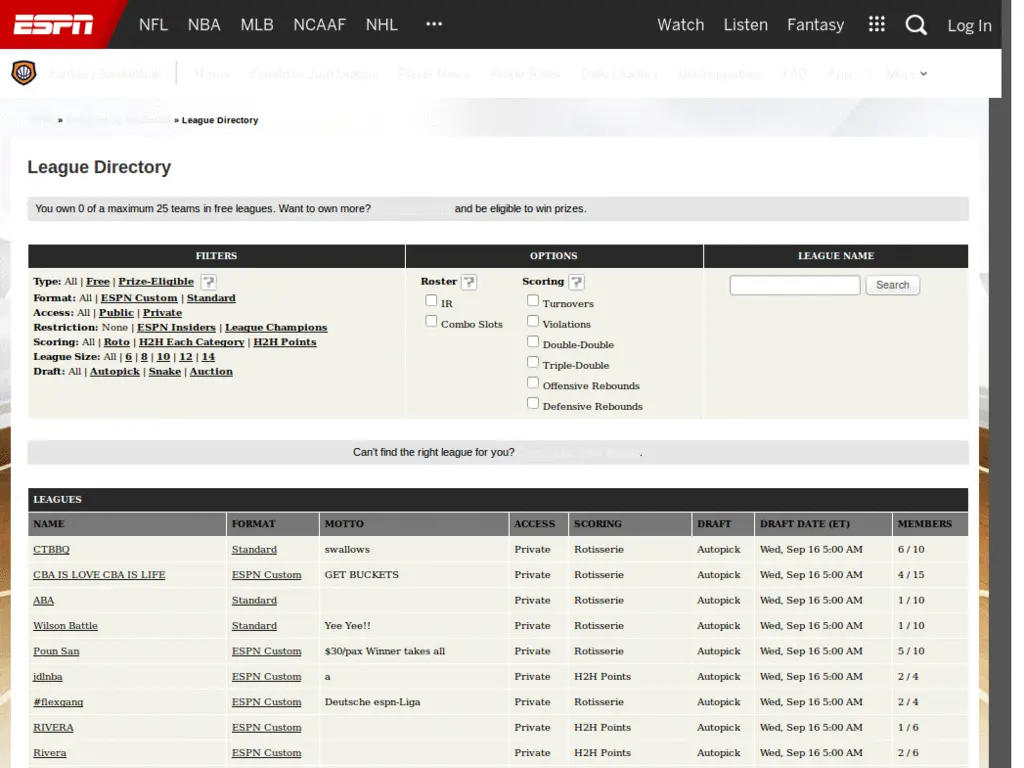 ESPN NFL NBA MLB NCAAF NHL ••• Watch Listen Fantasy Log In
Fantasy Basketball Home Create or Join League Player News Player Rater Daily Leaders Undroppables FAQ App More
» » League Directory
League Directory
You own 0 of a maximum 25 teams in free leagues. Want to own more? and be eligible to win prizes.
FILTERS OPTIONS LEAGUE NAME
Type: All | Free | Prize-Eligible ? Roster ? Scoring ? Search
Format: All | ESPN Custom | Standard IR Turnovers
Access: All | Public | Private
Restriction: None | ESPN Insiders | League Champions Combo Slots Violations
Scoring: All | Roto | H2H Each Category | H2H Points Double-Double
League Size: All | 6 | 8 | 10 | 12 | 14 Triple-Double
Draft: All | Autopick | Snake | Auction
Offensive Rebounds
Defensive Rebounds
Can't find the right league for you? .
LEAGUES
NAME FORMAT MOTTO ACCESS SCORING DRAFT DRAFT DATE (ET) MEMBERS
CTBBQ Standard swallows Private Rotisserie Autopick Wed, Sep 16 5:00 AM 6 / 10
CBA IS LOVE CBA IS LIFE ESPN Custom GET BUCKETS Private Rotisserie Autopick Wed, Sep 16 5:00 AM 4 / 15
ABA Standard Private Rotisserie Autopick Wed, Sep 16 5:00 AM 1 / 10
Wilson Battle Standard Yee Yee!! Private Rotisserie Autopick Wed, Sep 16 5:00 AM 1 / 10
Poun San ESPN Custom $30/pax Winner takes all Private Rotisserie Autopick Wed, Sep 16 5:00 AM 5 / 10
jdlnba ESPN Custom a Private H2H Points Autopick Wed, Sep 16 5:00 AM 2 / 4
#flexgang ESPN Custom Deutsche espn-Liga Private Rotisserie Autopick Wed, Sep 16 5:00 AM 2 / 4
RIVERA ESPN Custom Private H2H Points Autopick Wed, Sep 16 5:00 AM 1 / 6
Rivera ESPN Custom Private H2H Points Autopick Wed, Sep 16 5:00 AM 2 / 6